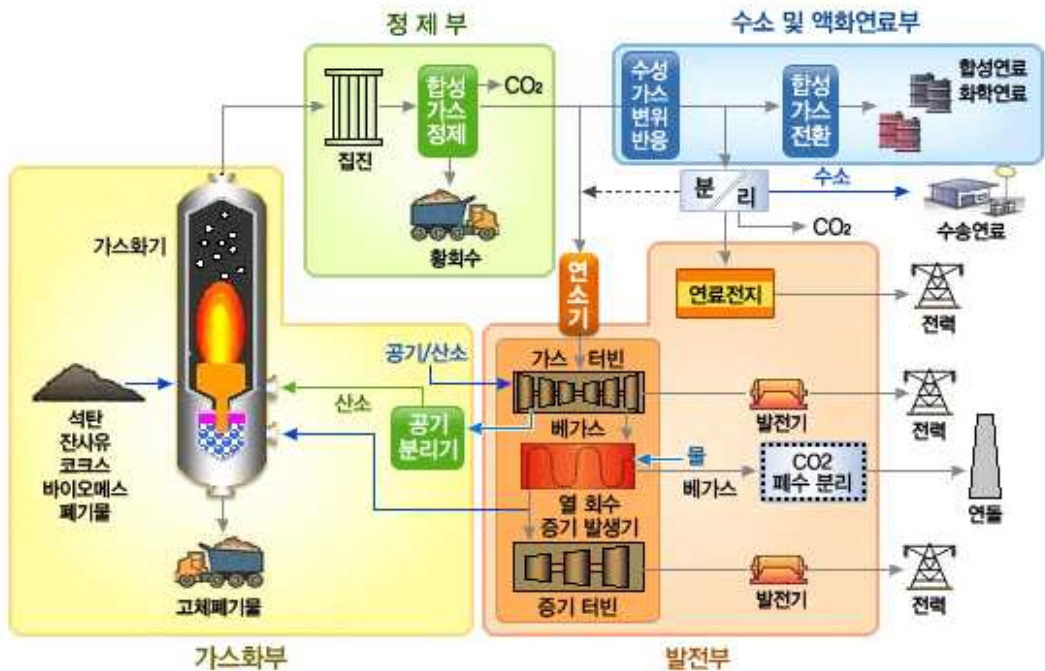 정 제 부
수소 및 액화연료부
집진
합성
가스
정제
CO₂
황회수
수성
가스
변위
반응
합성
가스
전환
합성연료
화학연료
분/리
수소
수송연료
CO₂
연료전지
전력
연
소
기
가스화기
석탄
잔사유
코크스
바이오메스
폐기물
산소
공기
분리기
공기/산소
고체폐기물
가스화부
가스 터빈
베가스
물
열 회수
증기 발생기
증기 터빈
발전기
전력
베가스
CO2
폐수 분리
연돌
발전기
전력
발전부